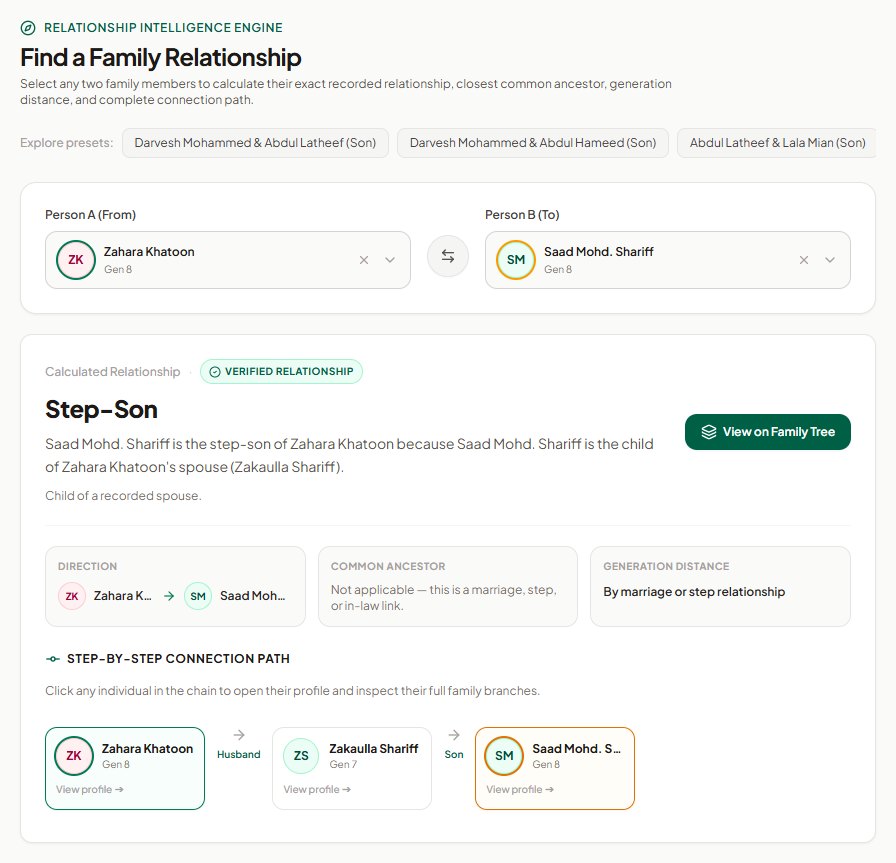 RELATIONSHIP INTELLIGENCE ENGINE
Find a Family Relationship
Select any two family members to calculate their exact recorded relationship, closest common ancestor, generation
distance, and complete connection path.
Explore presets: Darvesh Mohammed & Abdul Latheef (Son) Darvesh Mohammed & Abdul Hameed (Son) Abdul Latheef & Lala Mian (Son)
Person A (From)
ZK Zahara Khatoon
Gen 8
Person B (To)
SM Saad Mohd. Shariff
Gen 8
Calculated Relationship · VERIFIED RELATIONSHIP
Step-Son
Saad Mohd. Shariff is the step-son of Zahara Khatoon because Saad Mohd. Shariff is the child
of Zahara Khatoon's spouse (Zakaulla Shariff).
Child of a recorded spouse.
View on Family Tree
DIRECTION
ZK Zahara K... → SM Saad Moh...
COMMON ANCESTOR
Not applicable — this is a marriage, step,
or in-law link.
GENERATION DISTANCE
By marriage or step relationship
STEP-BY-STEP CONNECTION PATH
Click any individual in the chain to open their profile and inspect their full family branches.
ZK Zahara Khatoon
Gen 8
View profile →
→
Husband
ZS Zakaulla Shariff
Gen 7
View profile →
→
Son
SM Saad Mohd. S...
Gen 8
View profile →